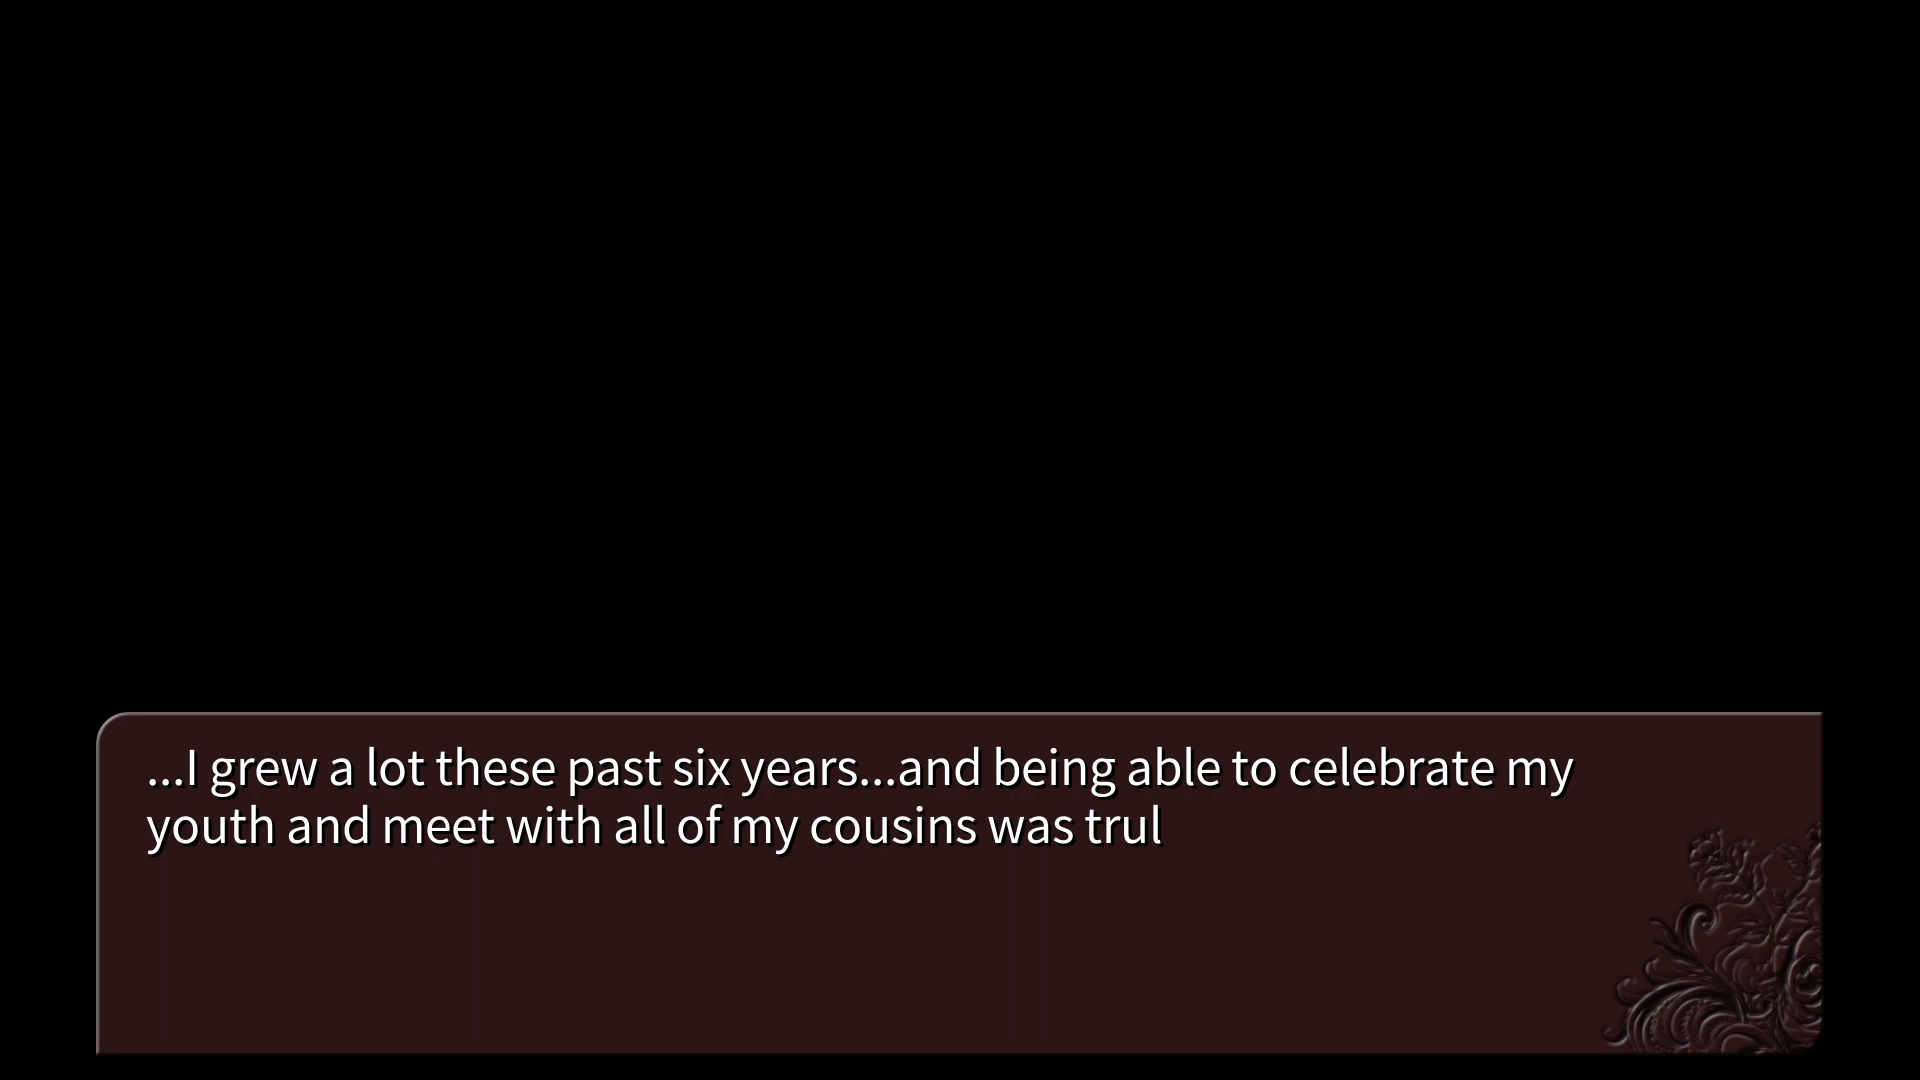 ...I grew a lot these past six years...and being able to celebrate my
youth and meet with all of my cousins was trul